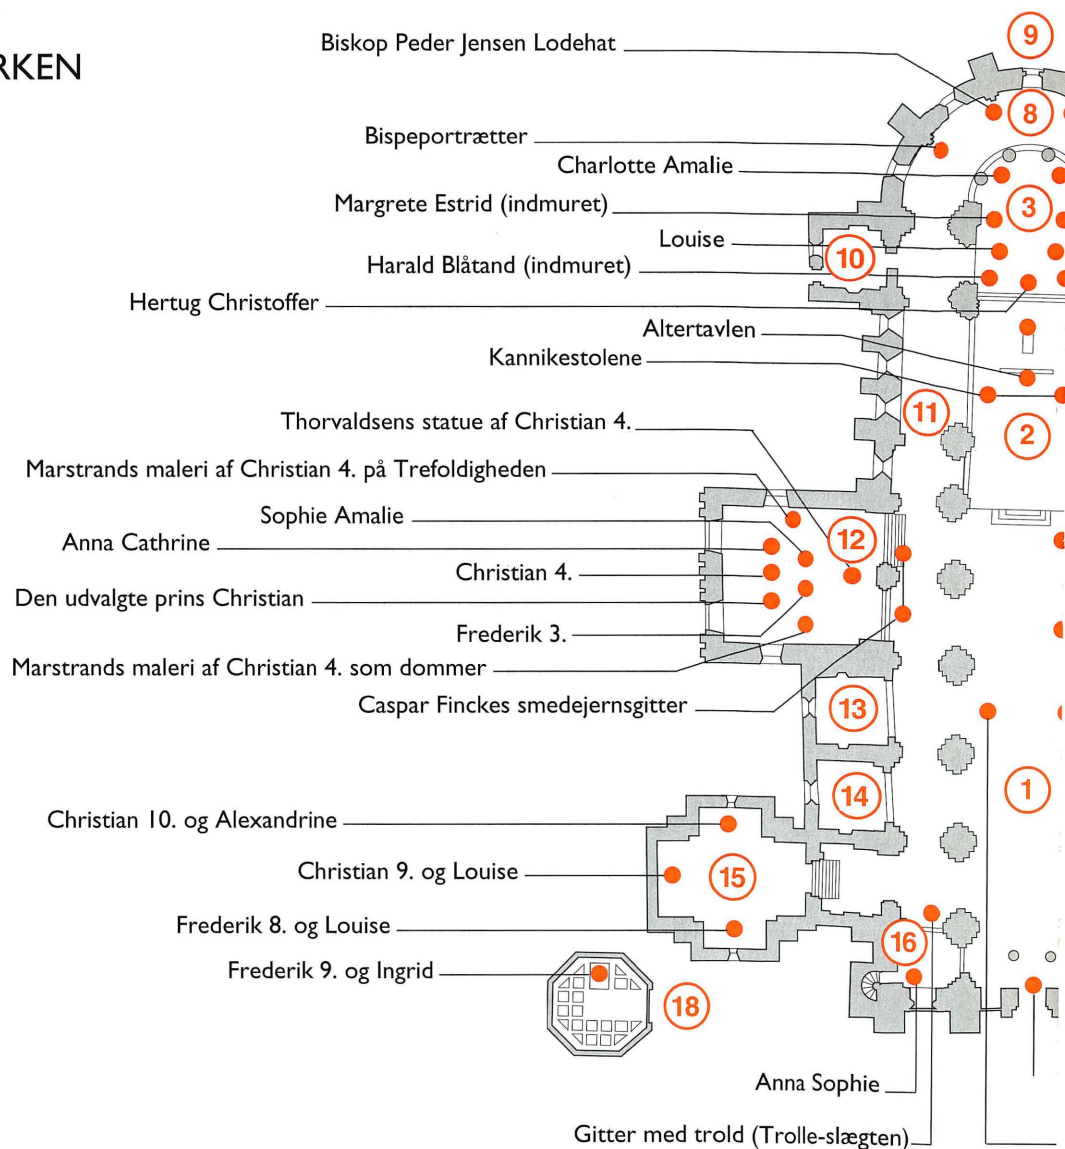 RKEN
9
Biskop Peder Jensen Lodehat
8
Bispeportrætter
Charlotte Amalie
3
Margrete Estrid (indmuret)
Louise
10
Harald Blåtand (indmuret)
Hertug Christoffer
Altertavlen
Kannikestolene
11
2
Thorvaldsens statue af Christian 4.
Marstrands maleri af Christian 4. på Trefoldigheden
Sophie Amalie
12
Anna Cathrine
Christian 4.
Den udvalgte prins Christian
Frederik 3.
Marstrands maleri af Christian 4. som dommer
Caspar Finckes smedejernsgitter
13
14
1
Christian 10. og Alexandrine
Christian 9. og Louise
15
Frederik 8. og Louise
16
Frederik 9. og Ingrid
18
Anna Sophie
Gitter med trold (Trolle-slægten)